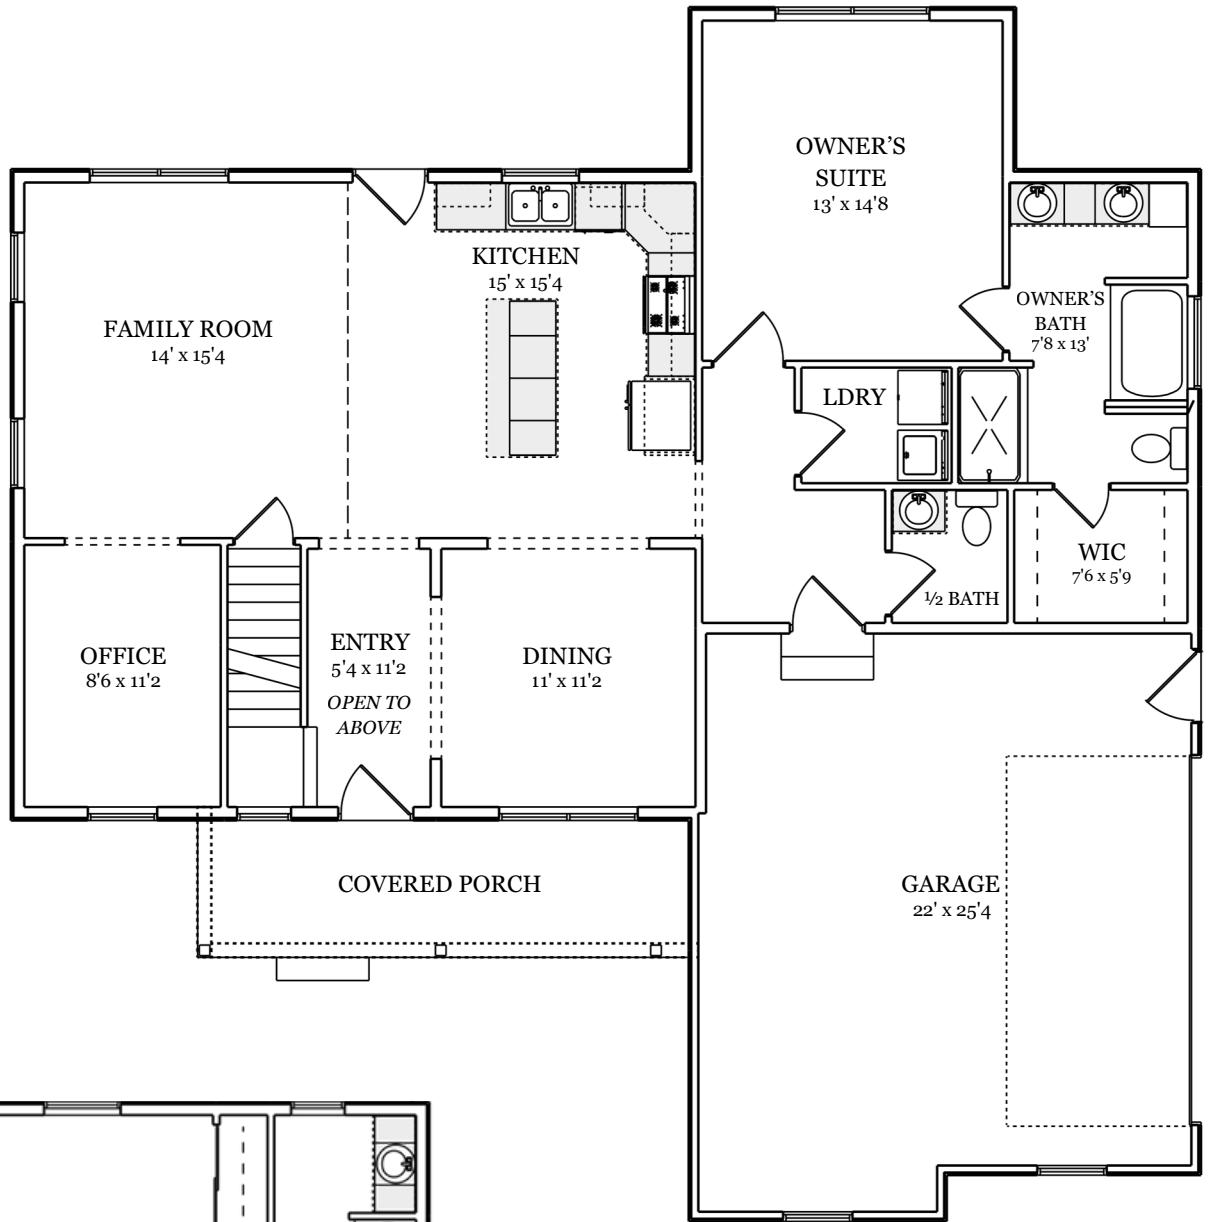 OWNER'S
SUITE
13' x 14'8
KITCHEN
15' x 15'4
FAMILY ROOM
14' x 15'4
OWNER'S
BATH
7'8 x 13'
LDRY
WIC
7'6 x 5'9
½ BATH
OFFICE
8'6 x 11'2
ENTRY
5'4 x 11'2
OPEN TO
ABOVE
DINING
11' x 11'2
COVERED PORCH
GARAGE
22' x 25'4